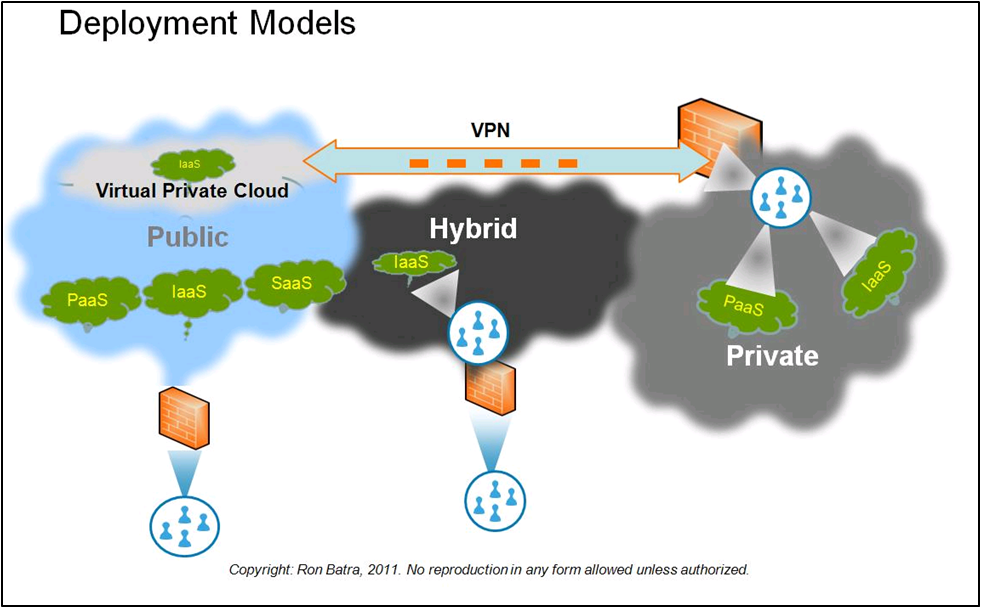 Deployment Models
VPN
IaaS
Virtual Private Cloud
Public
Hybrid
IaaS
PaaS
IaaS
SaaS
IaaS
PaaS
Private
Copyright: Ron Batra, 2011. No reproduction in any form allowed unless authorized.